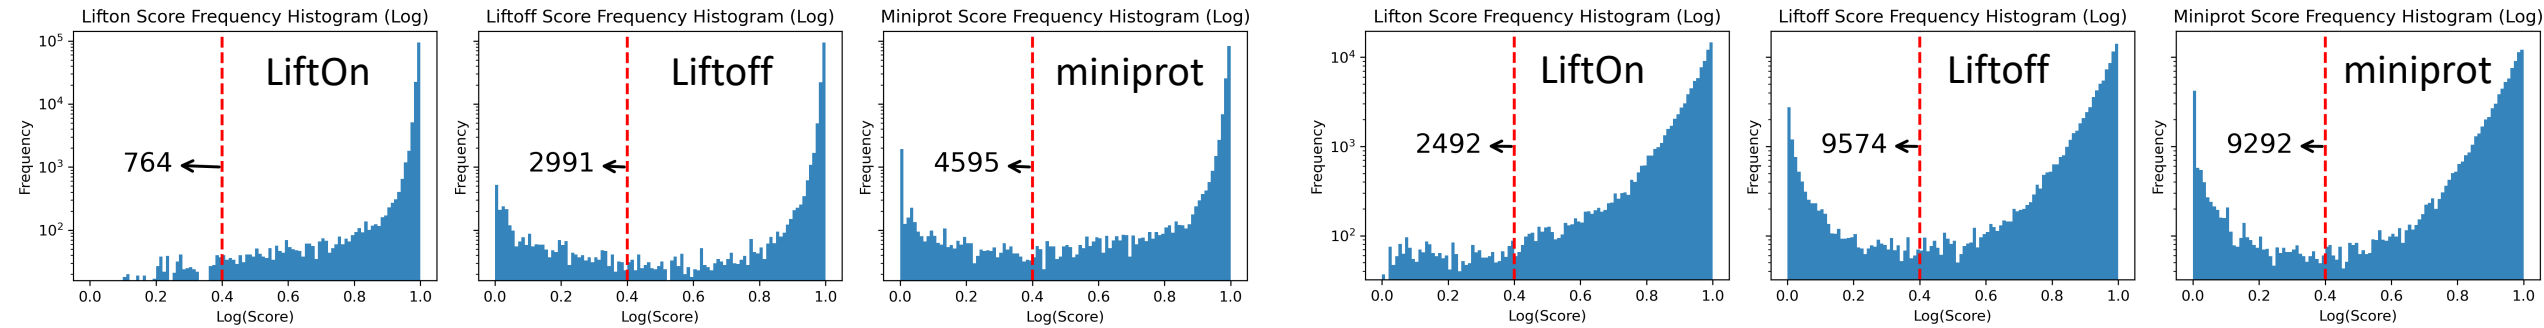 Lifton Score Frequency Histogram (Log)
Frequency
10^5
10^4
10^3
10^2
LiftOn
764
0.0 0.2 0.4 0.6 0.8 1.0
Log(Score)
Liftoff Score Frequency Histogram (Log)
Frequency
Liftoff
2991
0.0 0.2 0.4 0.6 0.8 1.0
Log(Score)
Miniprot Score Frequency Histogram (Log)
Frequency
miniprot
4595
0.0 0.2 0.4 0.6 0.8 1.0
Log(Score)
Lifton Score Frequency Histogram (Log)
Frequency
10^4
10^3
10^2
LiftOn
2492
0.0 0.2 0.4 0.6 0.8 1.0
Log(Score)
Liftoff Score Frequency Histogram (Log)
Frequency
Liftoff
9574
0.0 0.2 0.4 0.6 0.8 1.0
Log(Score)
Miniprot Score Frequency Histogram (Log)
Frequency
miniprot
9292
0.0 0.2 0.4 0.6 0.8 1.0
Log(Score)